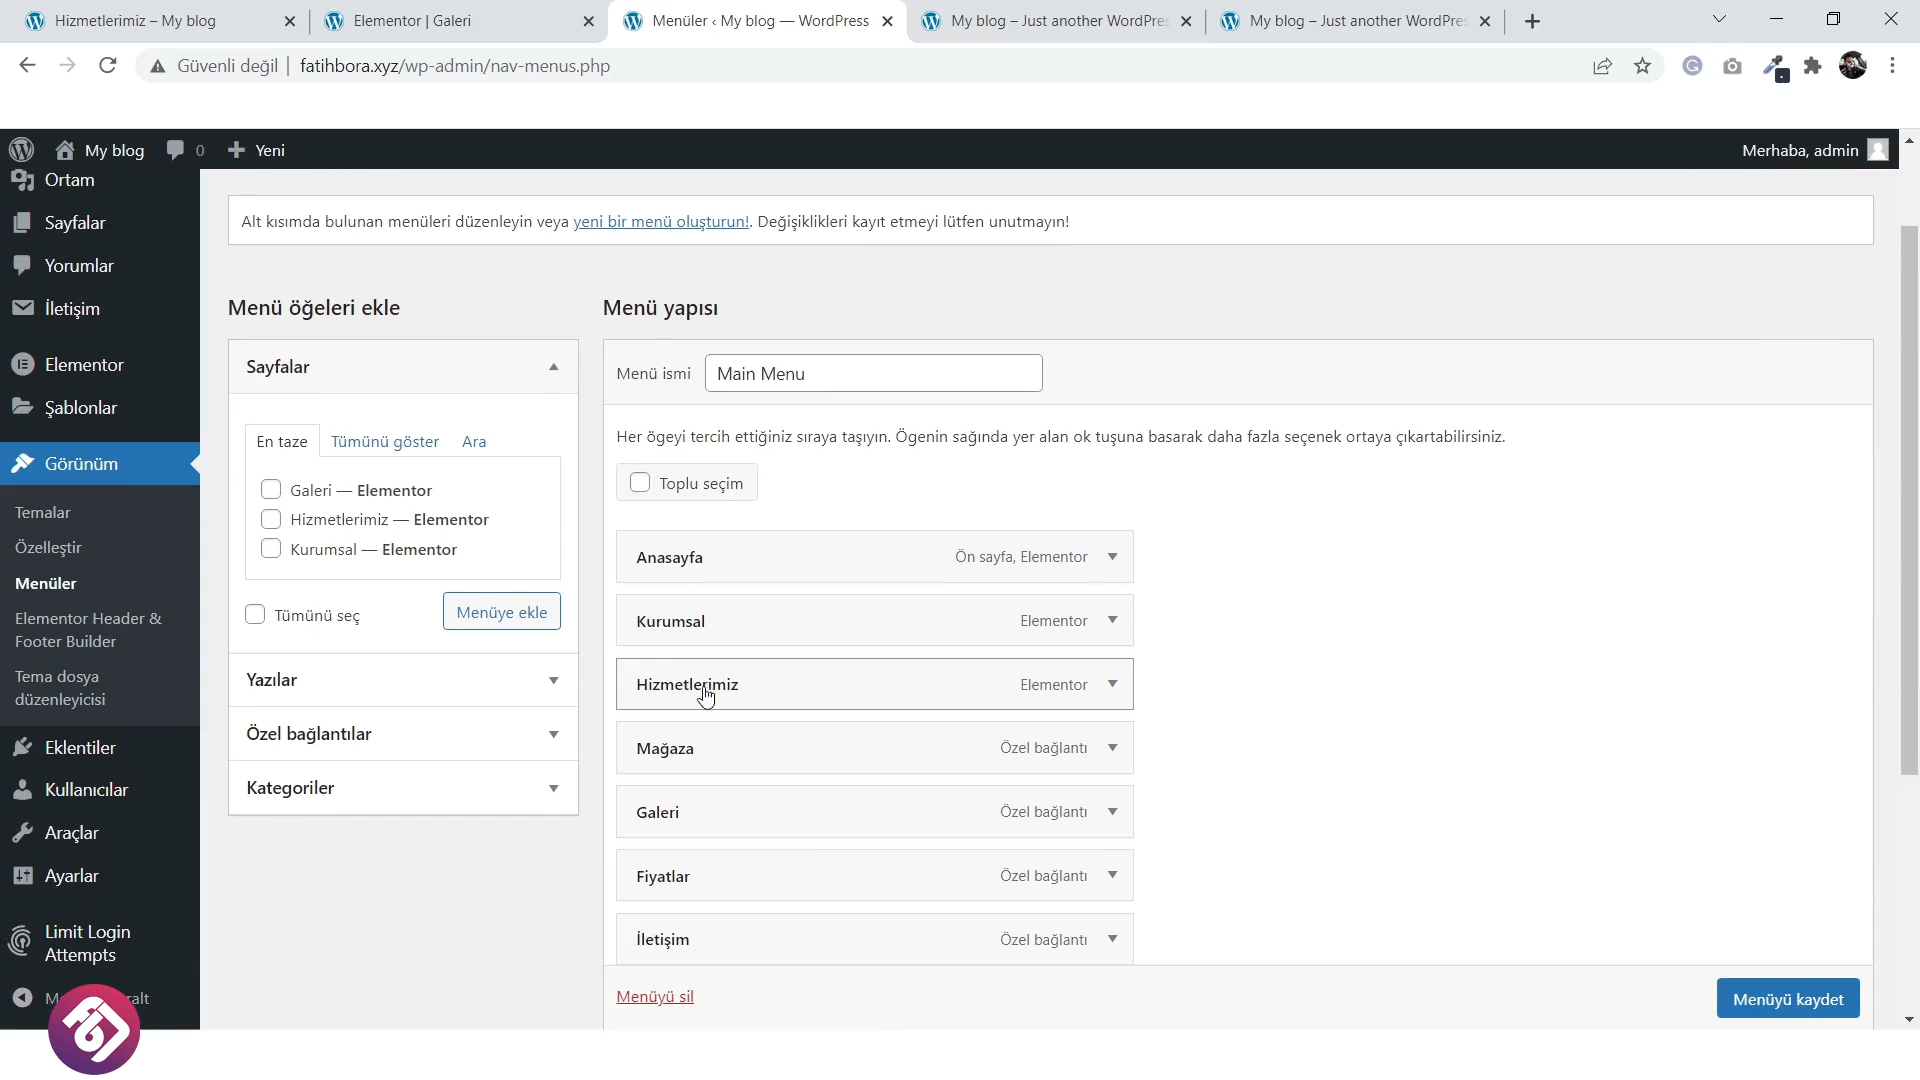 Hizmetlerimiz – My blog
Elementor | Galeri
Menüler ‹ My blog — WordPress
My blog – Just another WordPres
My blog – Just another WordPres
Güvenli değil | fatihbora.xyz/wp-admin/nav-menus.php
My blog
0
Yeni
Merhaba, admin
Ortam
Sayfalar
Yorumlar
İletişim
Elementor
Şablonlar
Görünüm
Temalar
Özelleştir
Menüler
Elementor Header &
Footer Builder
Tema dosya
düzenleyicisi
Eklentiler
Kullanıcılar
Araçlar
Ayarlar
Limit Login
Attempts
Alt kısımda bulunan menüleri düzenleyin veya yeni bir menü oluşturun!. Değişiklikleri kayıt etmeyi lütfen unutmayın!
Menü öğeleri ekle
Sayfalar
En taze
Tümünü göster
Ara
Galeri — Elementor
Hizmetlerimiz — Elementor
Kurumsal — Elementor
Tümünü seç
Menüye ekle
Yazılar
Özel bağlantılar
Kategoriler
Menü yapısı
Menü ismi
Main Menu
Her ögeyi tercih ettiğiniz sıraya taşıyın. Ögenin sağında yer alan ok tuşuna basarak daha fazla seçenek ortaya çıkartabilirsiniz.
Toplu seçim
Anasayfa Ön sayfa, Elementor
Kurumsal Elementor
Hizmetlerimiz Elementor
Mağaza Özel bağlantı
Galeri Özel bağlantı
Fiyatlar Özel bağlantı
İletişim Özel bağlantı
Menüyü sil
Menüyü kaydet